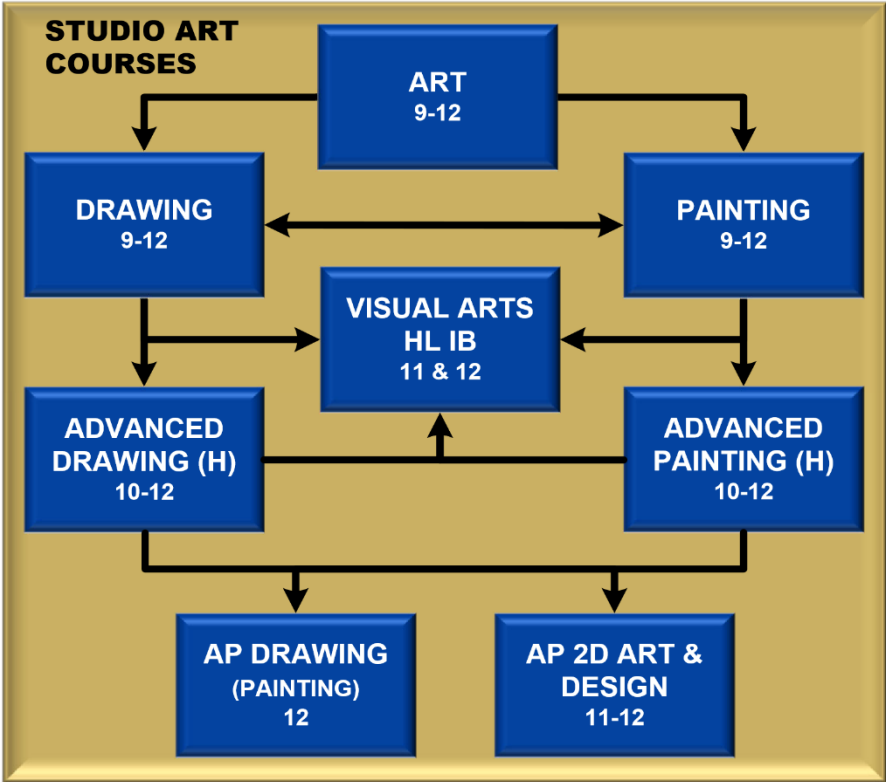 STUDIO ART
COURSES
ART
9-12
DRAWING
9-12
PAINTING
9-12
VISUAL ARTS
HL IB
11 & 12
ADVANCED
DRAWING (H)
10-12
ADVANCED
PAINTING (H)
10-12
AP DRAWING
(PAINTING)
12
AP 2D ART &
DESIGN
11-12